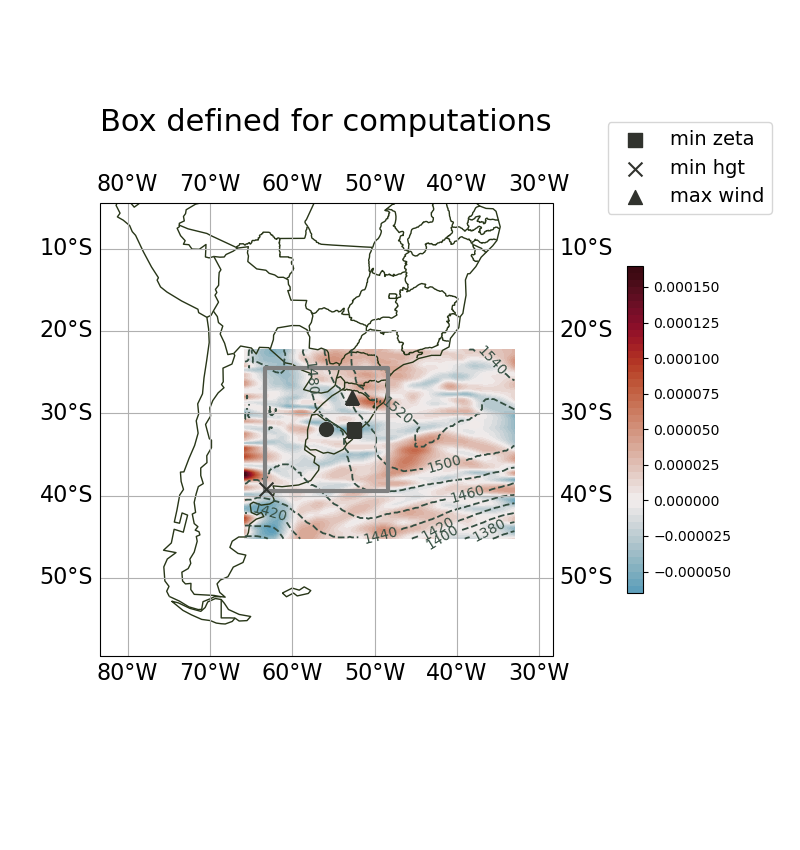 Box defined for computations
min zeta
min hgt
max wind
80°W 70°W 60°W 50°W 40°W 30°W
10°S 10°S
20°S
30°S 30°S
40°S 40°S
50°S 50°S
20°S
80°W 70°W 60°W 50°W 40°W 30°W
1480
1540
1520
1500
1460
1420
1440
1420
1400
1380
0.000150
0.000125
0.000100
0.000075
0.000050
0.000025
0.000000
−0.000025
−0.000050